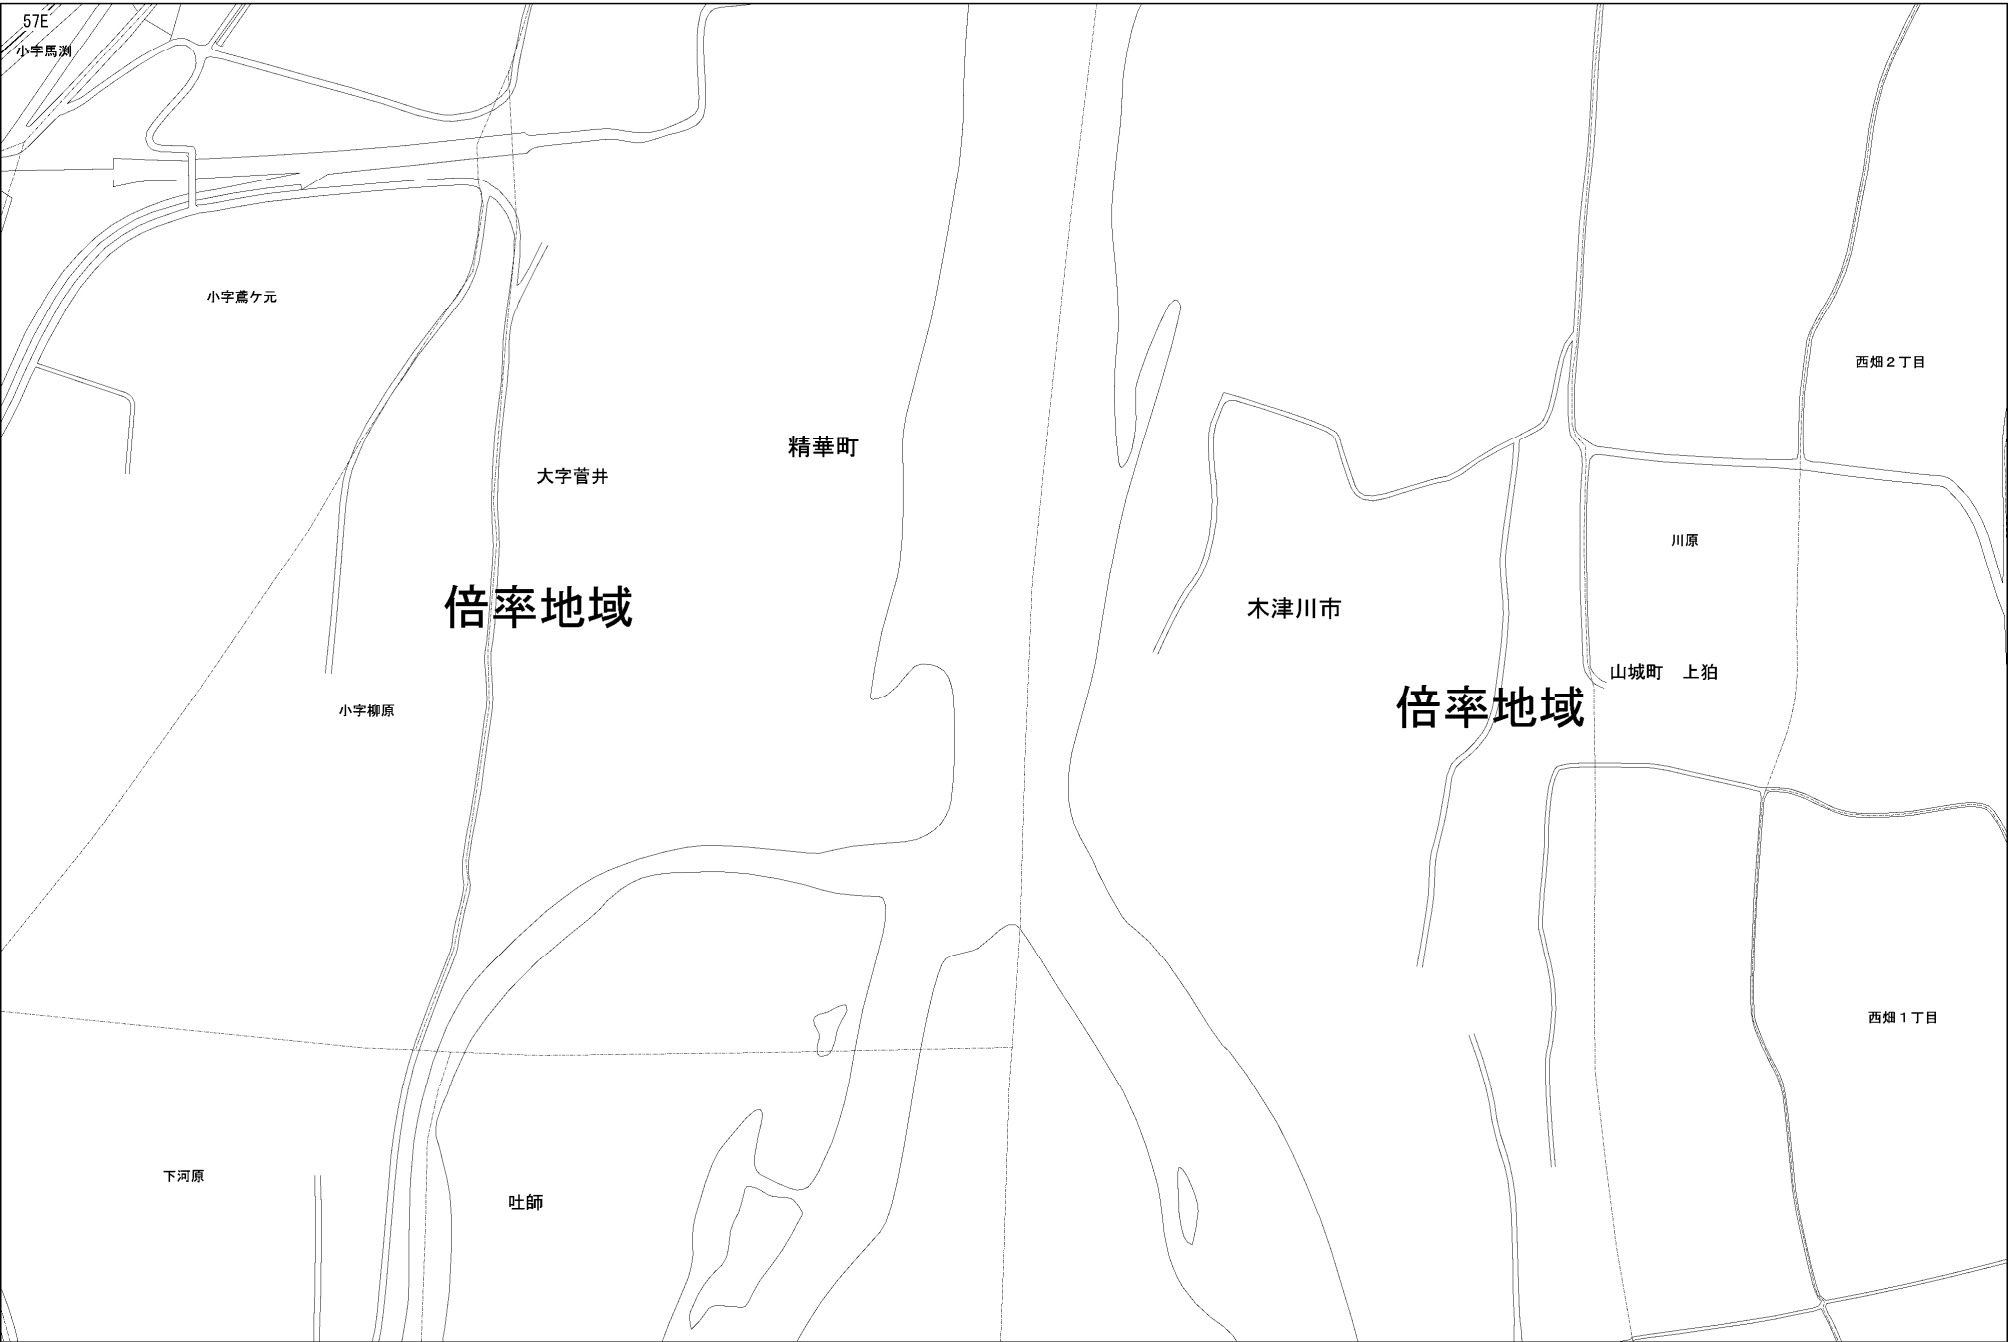 57E
小字馬渕
小字鳶ケ元
西畑２丁目
精華町
大字菅井
川原
倍率地域
木津川市
山城町　上狛
倍率地域
小字柳原
西畑１丁目
下河原
吐師